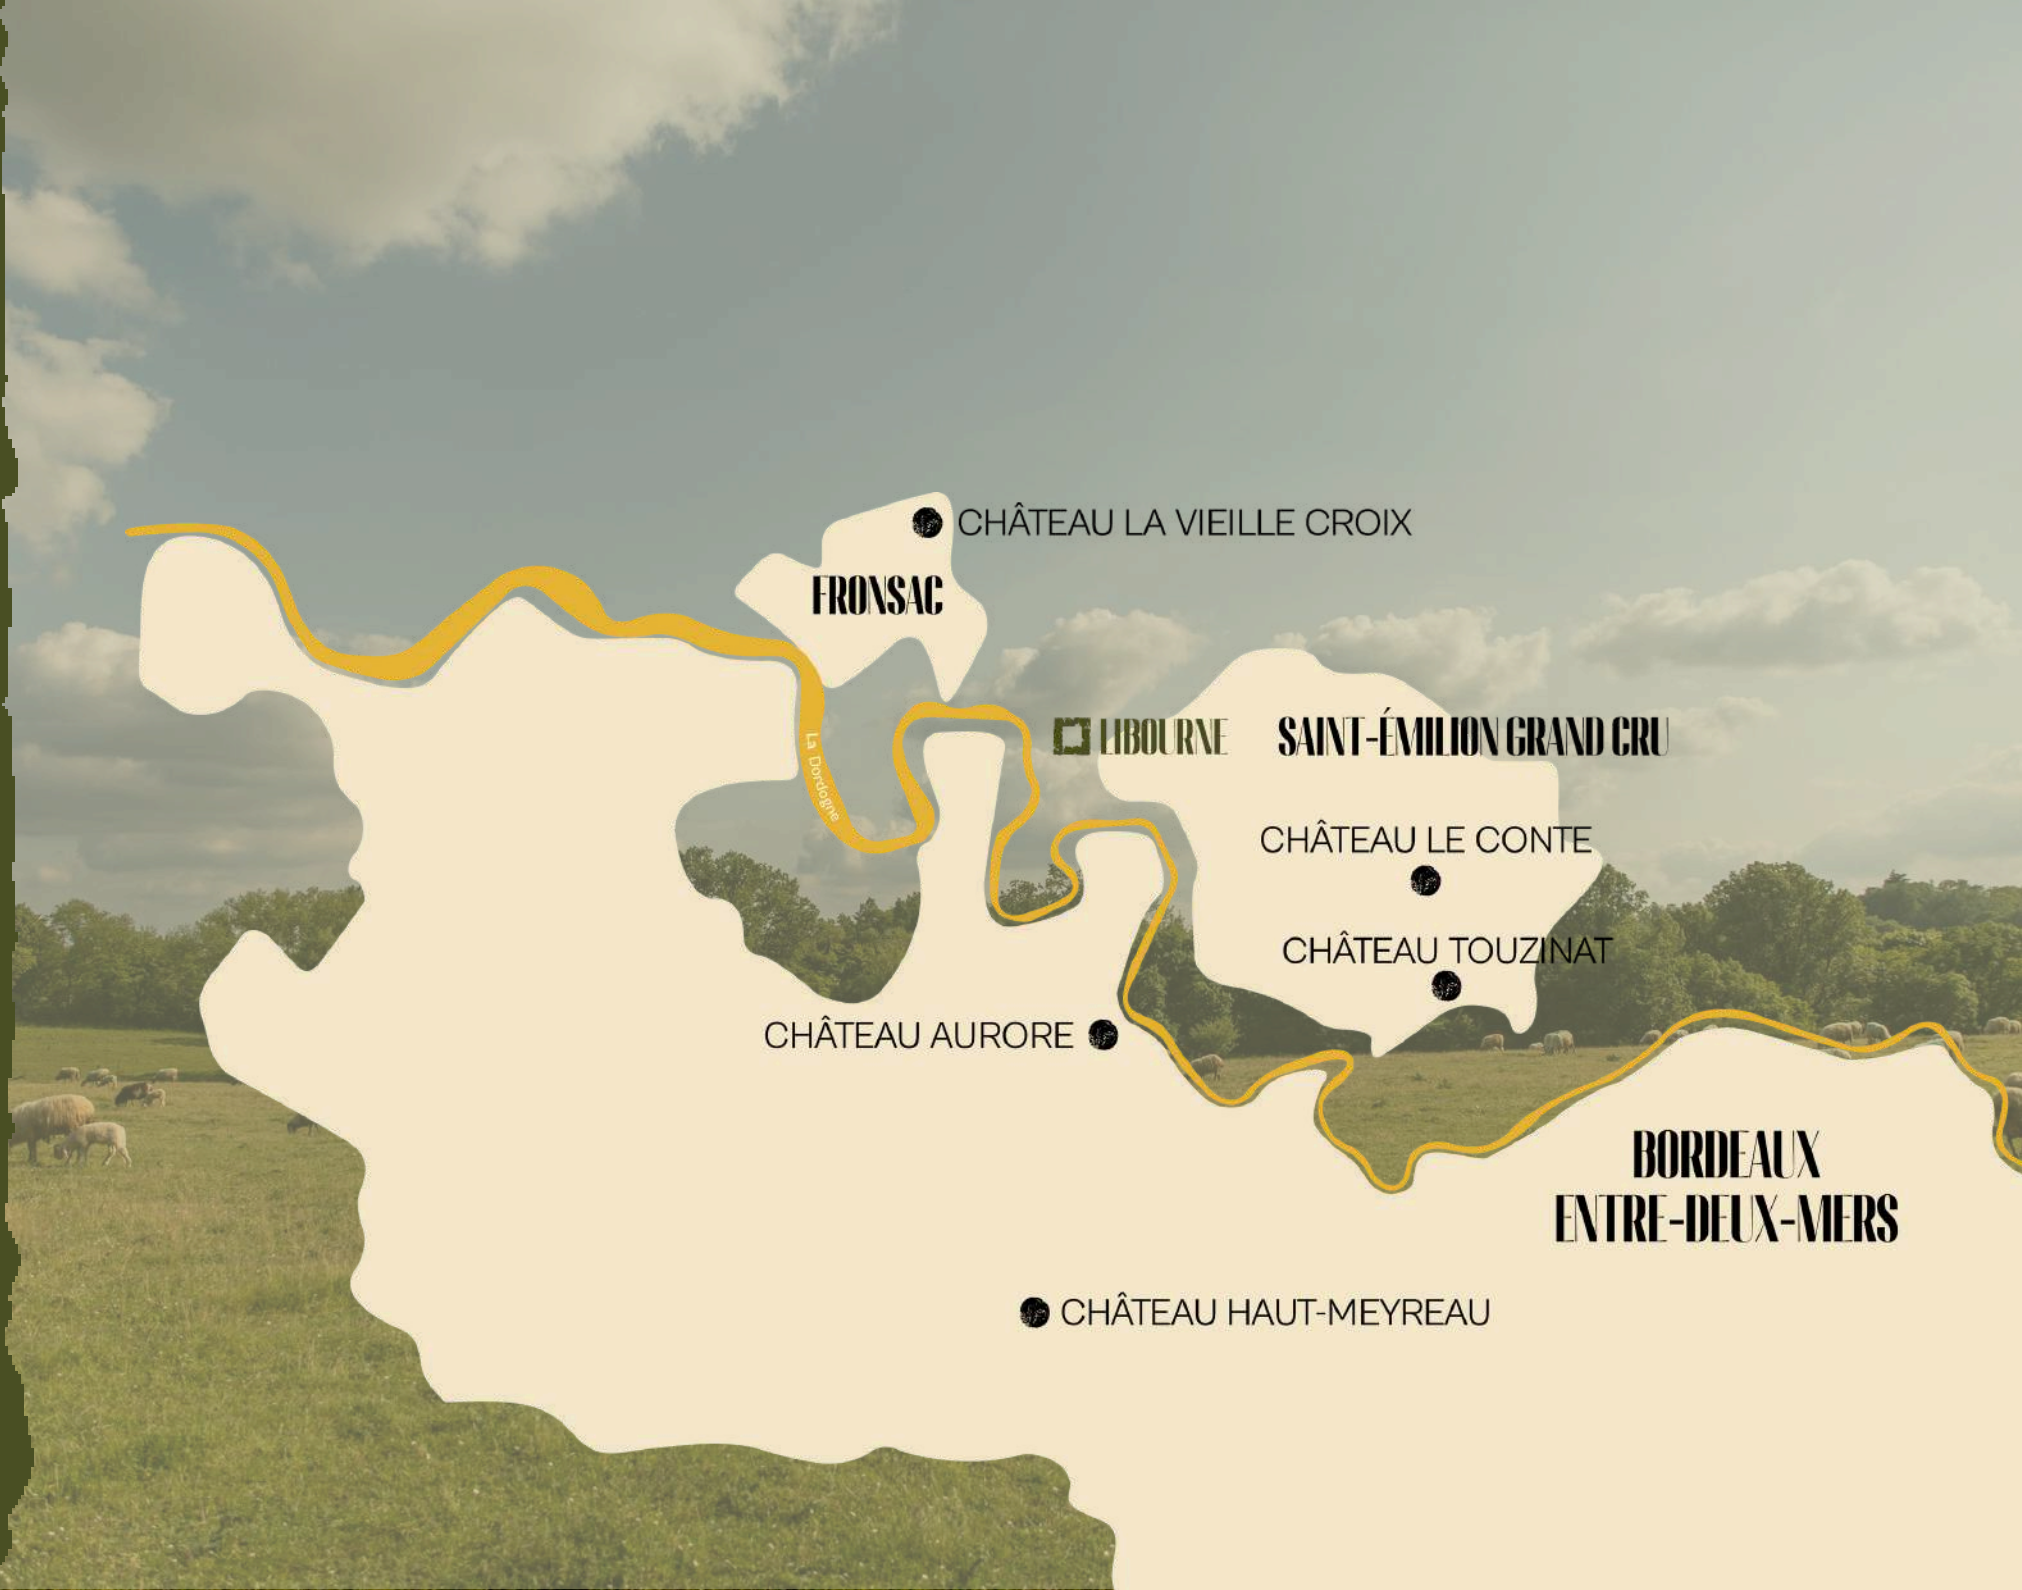 CHÂTEAU LA VIEILLE CROIX
FRONSAC
LIBOURNE
SAINT-ÉMILION GRAND CRU
La Dordogne
CHÂTEAU LE CONTE
CHÂTEAU TOUZINAT
CHÂTEAU AURORE
BORDEAUX
ENTRE-DEUX-MERS
CHÂTEAU HAUT-MEYREAU